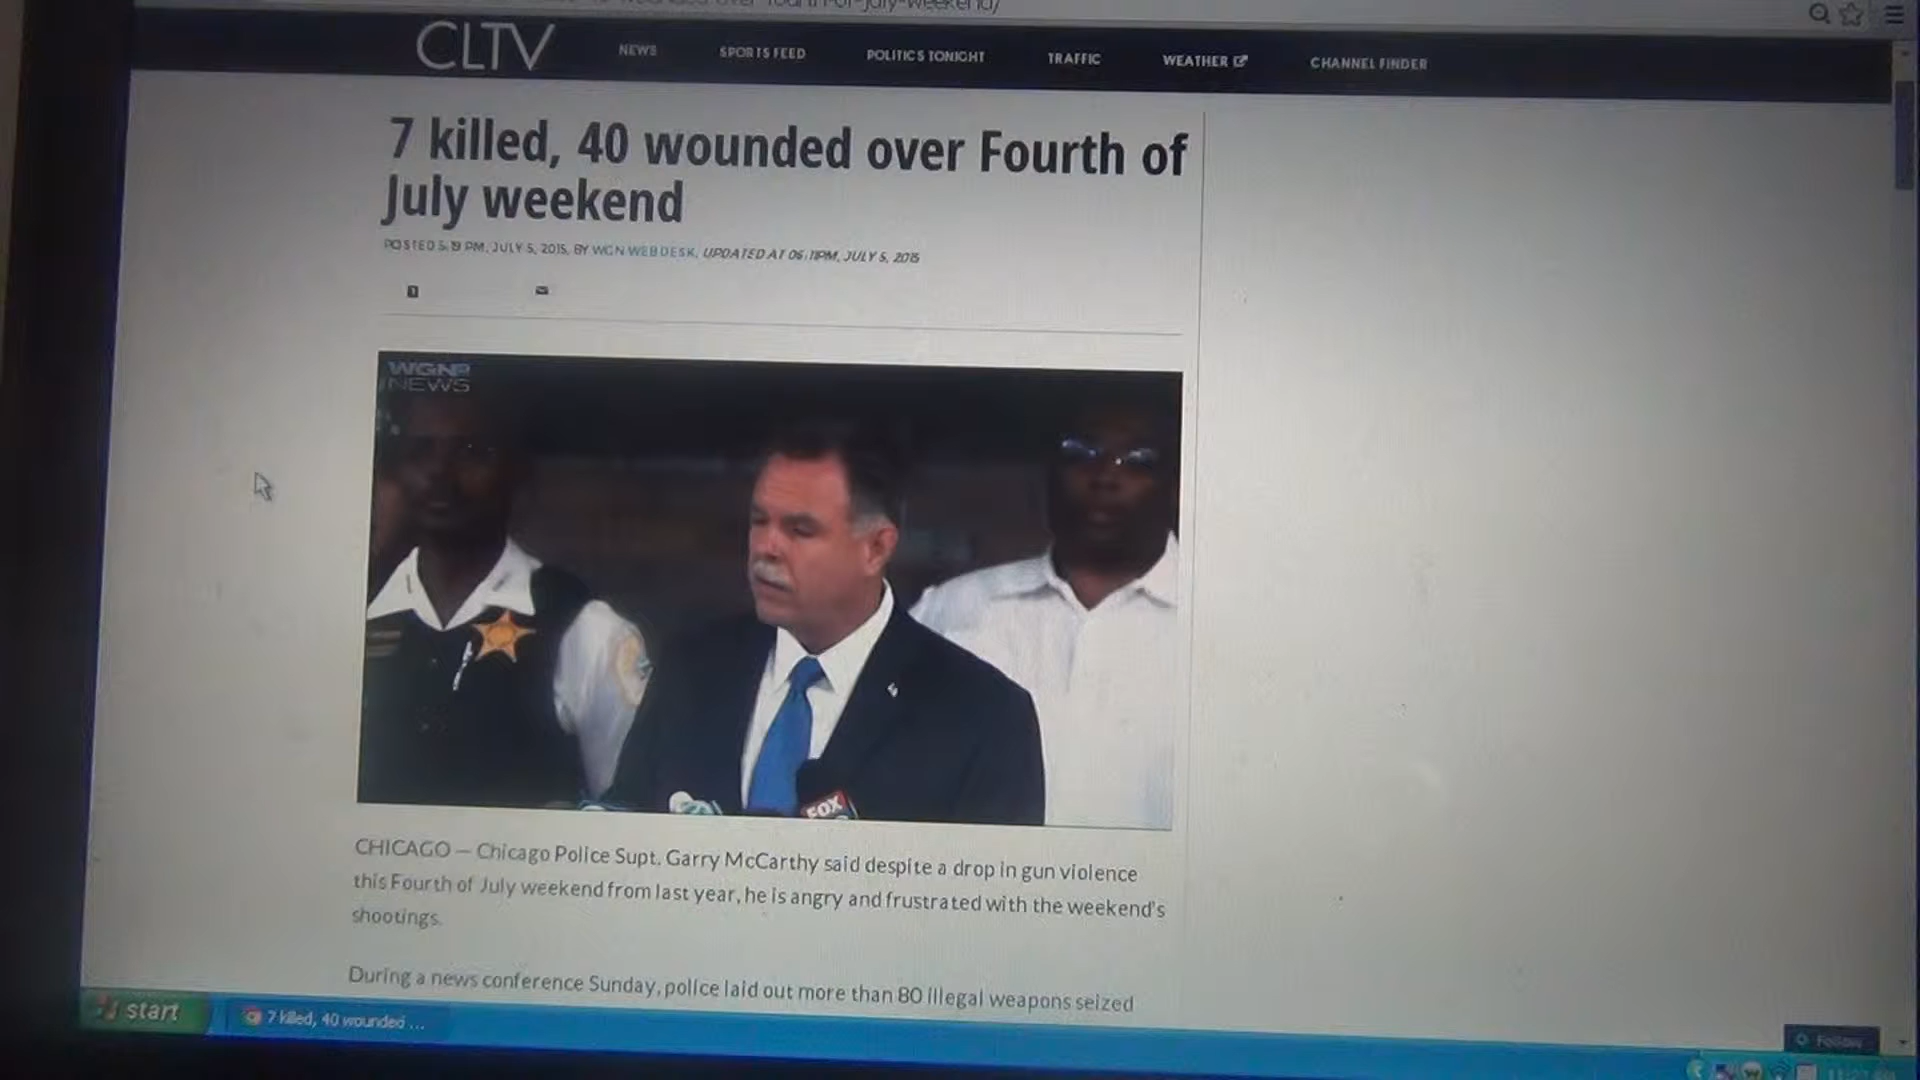 CLTV
NEWS SPORTS FEED POLITICS TONIGHT TRAFFIC WEATHER CHANNEL FINDER
7 killed, 40 wounded over Fourth of
July weekend
POSTED 5:19 PM, JULY 5, 2015, BY WGN WEB DESK, UPDATED AT 06:11PM, JULY 5, 2015
WGN
NEWS
FOX
CHICAGO — Chicago Police Supt. Garry McCarthy said despite a drop in gun violence
this Fourth of July weekend from last year, he is angry and frustrated with the weekend's
shootings.
During a news conference Sunday, police laid out more than 80 illegal weapons seized
start
7 killed, 40 wounded ...
Follow